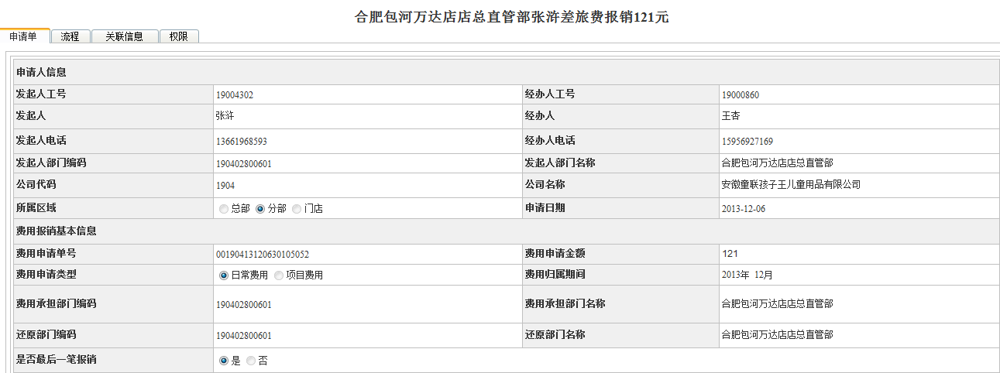 合肥包河万达店店总直管部张浒差旅费报销121元
申请单 流程 关联信息 权限
申请人信息
发起人工号 19004302 经办人工号 19000860
发起人 张浒 经办人 王杏
发起人电话 13661968593 经办人电话 15956927169
发起人部门编码 190402800601 发起人部门名称 合肥包河万达店店总直管部
公司代码 1904 公司名称 安徽童联孩子王儿童用品有限公司
所属区域 总部 分部 门店 申请日期 2013-12-06
费用报销基本信息
费用申请单号 00190413120630105052 费用申请金额 121
费用申请类型 日常费用 项目费用 费用归属期间 2013年 12月
费用承担部门编码 190402800601 费用承担部门名称 合肥包河万达店店总直管部
还原部门编码 190402800601 还原部门名称 合肥包河万达店店总直管部
是否最后一笔报销 是 否